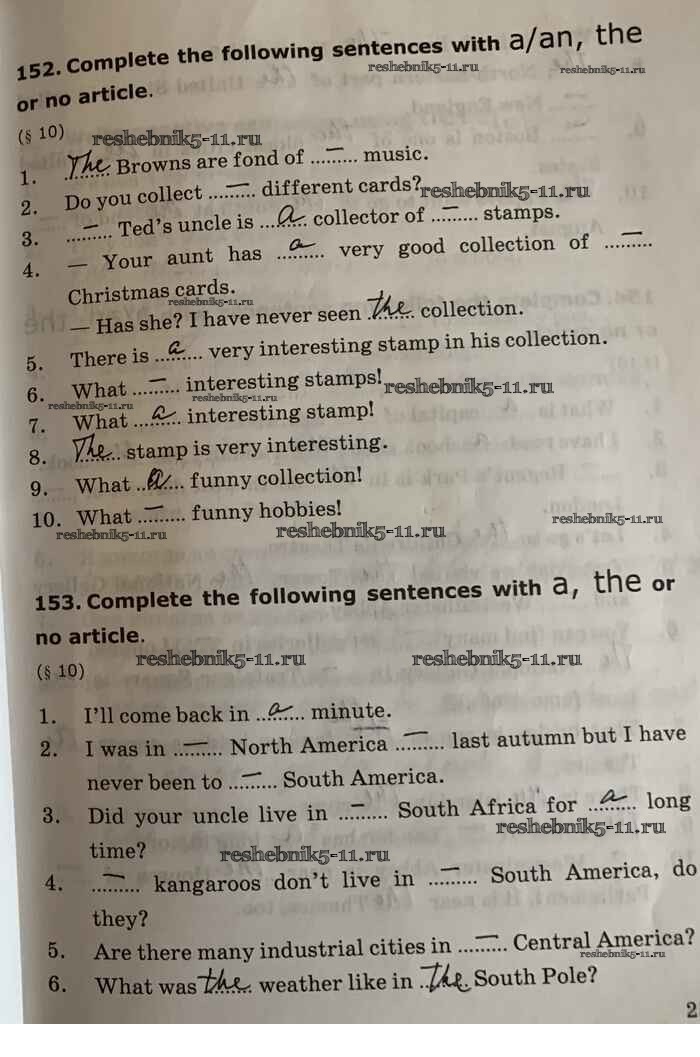 152. Complete the following sentences with a/an, the
reshebnik5-11.ru reshebnik5-11.ru
or no article.
(§ 10) reshebnik5-11.ru
1. The Browns are fond of ...—... music.
2. Do you collect ...—... different cards? reshebnik5-11.ru
3. ...—... Ted's uncle is ...a... collector of ...—... stamps.
4. — Your aunt has ...a... very good collection of ...—...
Christmas cards.
reshebnik5-11.ru
— Has she? I have never seen the collection.
5. There is ...a... very interesting stamp in his collection.
6. What ...—... interesting stamps! reshebnik5-11.ru
reshebnik5-11.ru reshebnik5-11.ru
7. What ...a... interesting stamp!
8. The stamp is very interesting.
9. What ...a... funny collection!
10. What ...—... funny hobbies!
reshebnik5-11.ru reshebnik5-11.ru reshebnik5-11.ru
153. Complete the following sentences with a, the or
no article.
reshebnik5-11.ru reshebnik5-11.ru
(§ 10)
1. I'll come back in ...a... minute.
2. I was in ...—... North America ...—... last autumn but I have
never been to ...—... South America.
3. Did your uncle live in ...—... South Africa for ...a... long
reshebnik5-11.ru
time? reshebnik5-11.ru
4. ...—... kangaroos don't live in ...—... South America, do
they?
5. Are there many industrial cities in ...—... Central America?
reshebnik5-11.ru
6. What was the weather like in the South Pole?
2